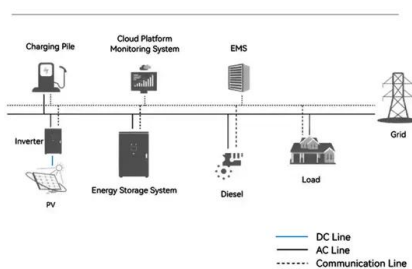 Charging Pile
Cloud Platform
Monitoring System
EMS
Grid
Inverter
PV
Energy Storage System
Diesel
Load
DC Line
AC Line
Communication Line